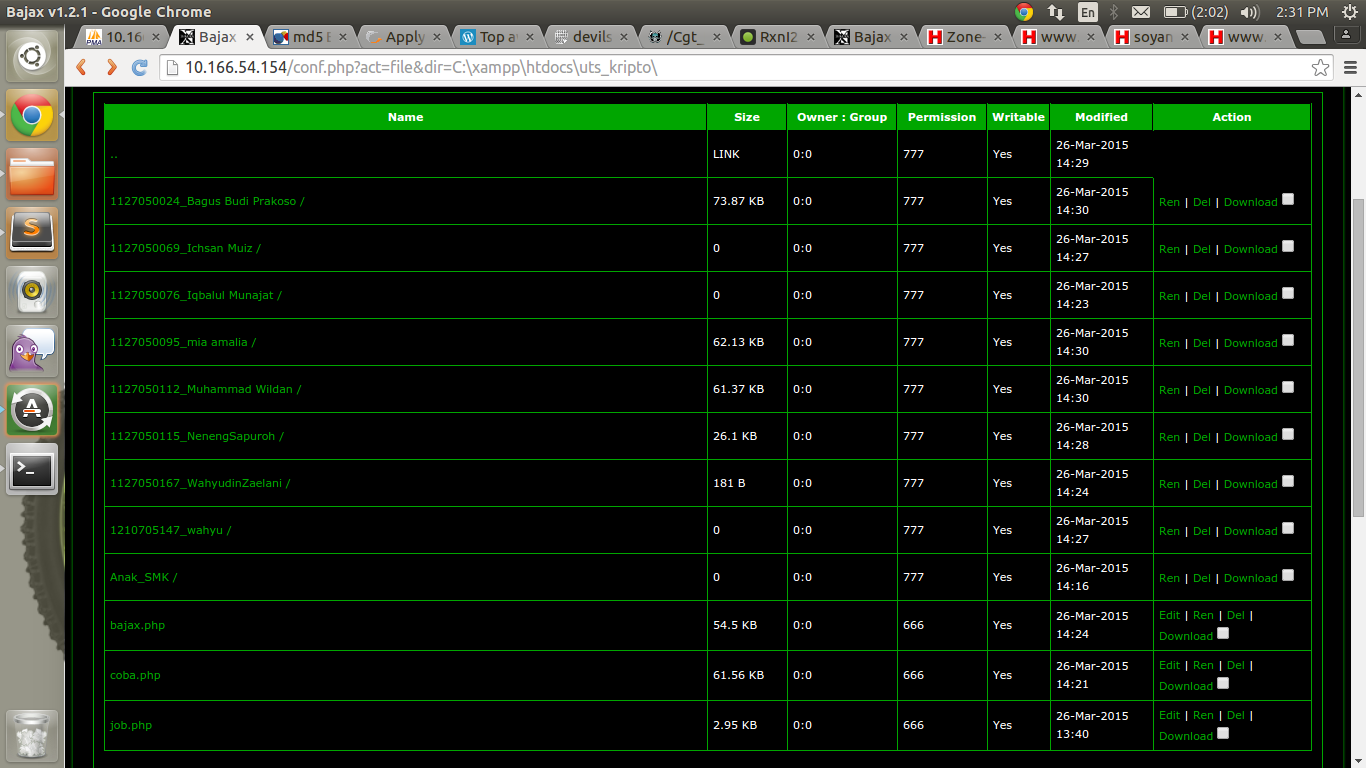 Bajax v1.2.1 - Google Chrome
En
(2:02)
2:31 PM
10.16
Bajax
md5
Apply
Top a
devils
/Cgt_
Bajax
Zone-
www.
soyan
www
10.166.54.154/conf.php?act=file&dir=C:\xampp\htdocs\uts_kripto\
Name Size Owner : Group Permission Writable Modified Action
.. LINK 0:0 777 Yes 26-Mar-2015
14:29
1127050024_Bagus Budi Prakoso / 73.87 KB 0:0 777 Yes 26-Mar-2015
14:30 Ren | Del | Download
1127050069_Ichsan Muiz / 0 0:0 777 Yes 26-Mar-2015
14:27 Ren | Del | Download
1127050076_Iqbalul Munajat / 0 0:0 777 Yes 26-Mar-2015
14:23 Ren | Del | Download
1127050095_mia amalia / 62.13 KB 0:0 777 Yes 26-Mar-2015
14:30 Ren | Del | Download
1127050112_Muhammad Wildan / 61.37 KB 0:0 777 Yes 26-Mar-2015
14:30 Ren | Del | Download
1127050115_NenengSapuroh / 26.1 KB 0:0 777 Yes 26-Mar-2015
14:28 Ren | Del | Download
1127050167_WahyudinZaelani / 181 B 0:0 777 Yes 26-Mar-2015
14:24 Ren | Del | Download
1210705147_wahyu / 0 0:0 777 Yes 26-Mar-2015
14:27 Ren | Del | Download
Anak_SMK / 0 0:0 777 Yes 26-Mar-2015
14:16 Ren | Del | Download
bajax.php 54.5 KB 0:0 666 Yes 26-Mar-2015
14:24 Edit | Ren | Del |
Download
coba.php 61.56 KB 0:0 666 Yes 26-Mar-2015
14:21 Edit | Ren | Del |
Download
job.php 2.95 KB 0:0 666 Yes 26-Mar-2015
13:40 Edit | Ren | Del |
Download